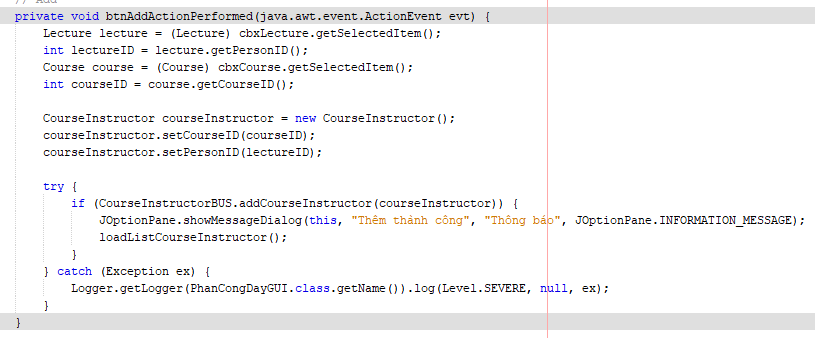 // Add
private void btnAddActionPerformed(java.awt.event.ActionEvent evt) {
Lecture lecture = (Lecture) cbxLecture.getSelectedItem();
int lectureID = lecture.getPersonID();
Course course = (Course) cbxCourse.getSelectedItem();
int courseID = course.getCourseID();
CourseInstructor courseInstructor = new CourseInstructor();
courseInstructor.setCourseID(courseID);
courseInstructor.setPersonID(lectureID);
try {
if (CourseInstructorBUS.addCourseInstructor(courseInstructor)) {
JOptionPane.showMessageDialog(this, "Thêm thành công", "Thông báo", JOptionPane.INFORMATION_MESSAGE);
loadListCourseInstructor();
}
} catch (Exception ex) {
Logger.getLogger(PhanCongDayGUI.class.getName()).log(Level.SEVERE, null, ex);
}
}